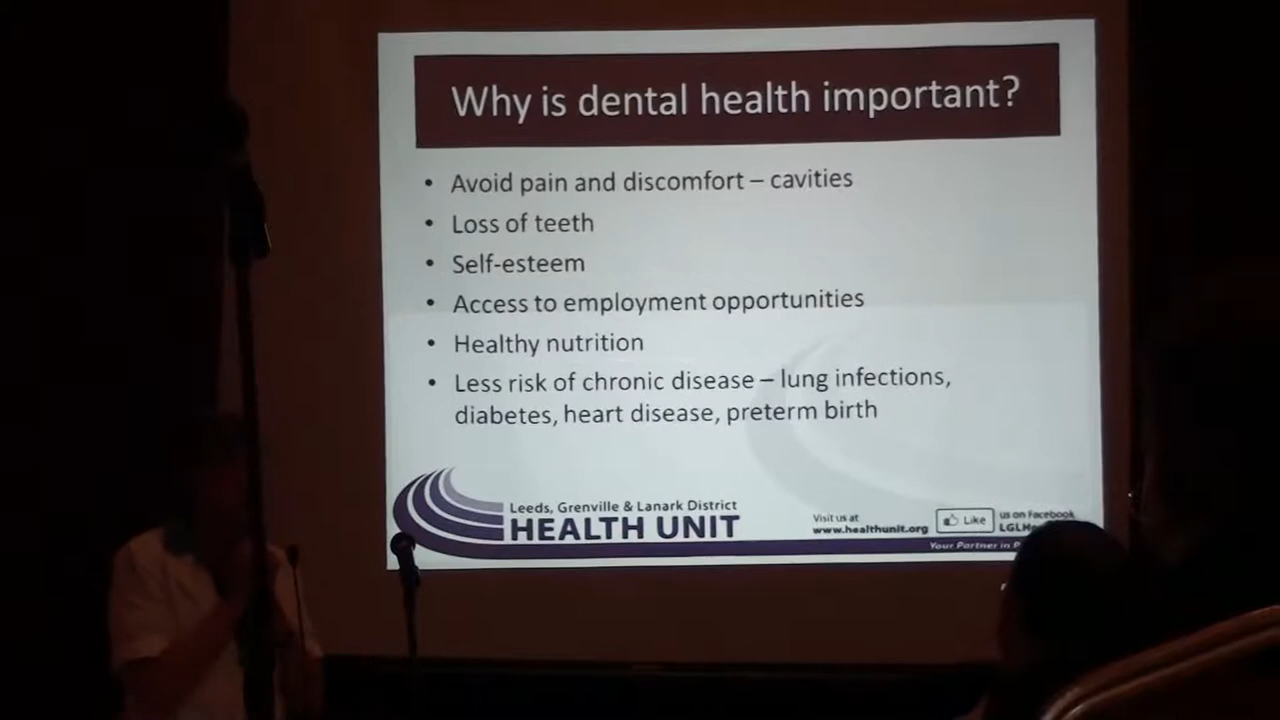 Why is dental health important?
• Avoid pain and discomfort – cavities
• Loss of teeth
• Self-esteem
• Access to employment opportunities
• Healthy nutrition
• Less risk of chronic disease – lung infections,
diabetes, heart disease, preterm birth
Leeds, Grenville & Lanark District
HEALTH UNIT
Visit us at
www.healthunit.org
Like
us on Facebook
Your Partner in